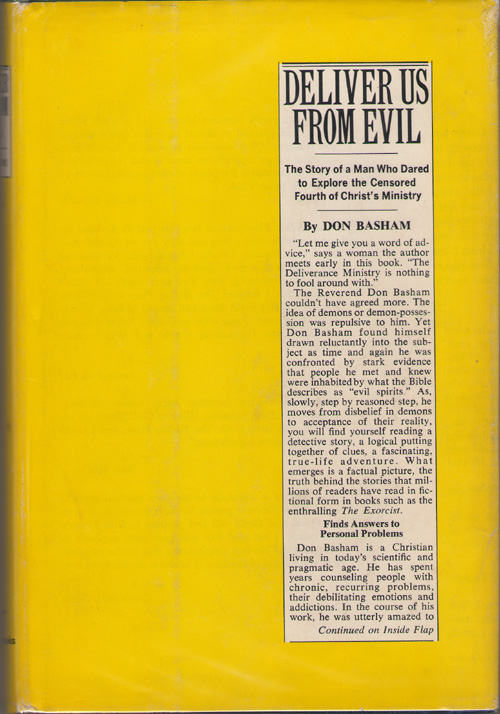 DELIVER US
FROM EVIL
The Story of a Man Who Dared
to Explore the Censored
Fourth of Christ's Ministry
By DON BASHAM
“Let me give you a word of ad-
vice,” says a woman the author
meets early in this book. “The
Deliverance Ministry is nothing
to fool around with.”
The Reverend Don Basham
couldn't have agreed more. The
idea of demons or demon-posses-
sion was repulsive to him. Yet
Don Basham found himself
drawn reluctantly into the sub-
ject as time and again he was
confronted by stark evidence
that people he met and knew
were inhabited by what the Bible
describes as “evil spirits.” As,
slowly, step by reasoned step, he
moves from disbelief in demons
to acceptance of their reality,
you will find yourself reading a
detective story, a logical putting
together of clues, a fascinating,
true-life adventure. What
emerges is a factual picture, the
truth behind the stories that mil-
lions of readers have read in fic-
tional form in books such as the
enthralling The Exorcist.
Finds Answers to
Personal Problems
Don Basham is a Christian
living in today's scientific and
pragmatic age. He has spent
years counseling people with
chronic, recurring problems,
their debilitating emotions and
addictions. In the course of his
work, he was utterly amazed to
Continued on Inside Flap